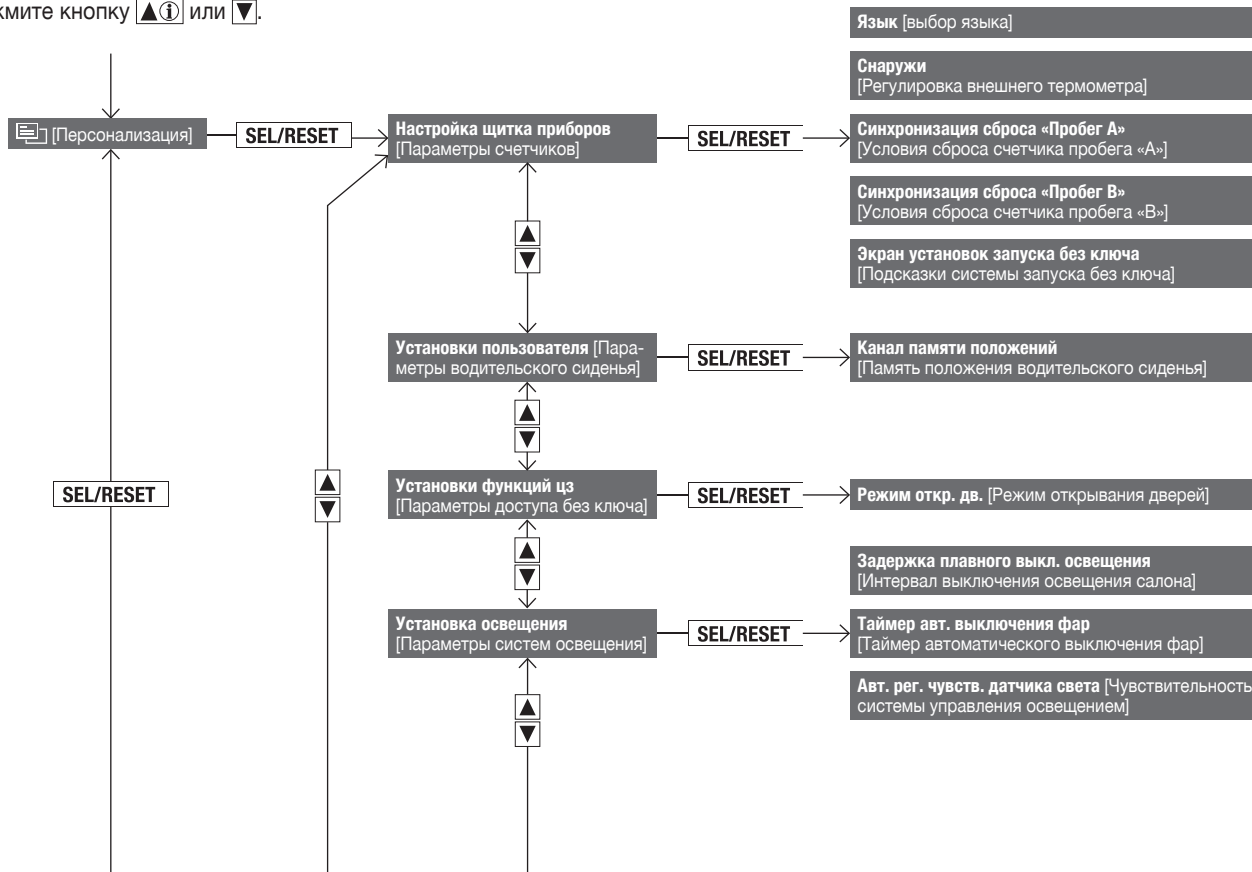 кмите кнопку ▲ⓘ или ▼.
Язык [выбор языка]
Снаружи
[Регулировка внешнего термометра]
[Персонализация]
SEL/RESET
Настройка щитка приборов
[Параметры счетчиков]
SEL/RESET
Синхронизация сброса «Пробег А»
[Условия сброса счетчика пробега «А»]
Синхронизация сброса «Пробег В»
[Условия сброса счетчика пробега «В»]
▲
▼
Экран установок запуска без ключа
[Подсказки системы запуска без ключа]
Установки пользователя [Пара-
метры водительского сиденья]
SEL/RESET
Канал памяти положений
[Память положения водительского сиденья]
▲
▼
SEL/RESET
▲
▼
Установки функций цз
[Параметры доступа без ключа]
SEL/RESET
Режим откр. дв. [Режим открывания дверей]
▲
▼
Задержка плавного выкл. освещения
[Интервал выключения освещения салона]
Установка освещения
[Параметры систем освещения]
SEL/RESET
Таймер авт. выключения фар
[Таймер автоматического выключения фар]
Авт. рег. чувств. датчика света [Чувствительность
системы управления освещением]
▲
▼